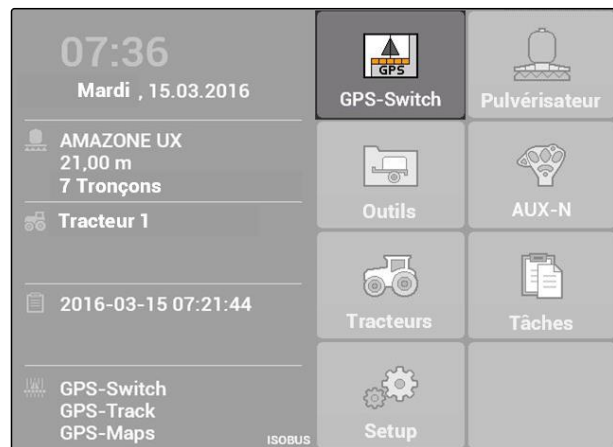 07:36
Mardi , 15.03.2016
AMAZONE UX
21,00 m
7 Tronçons
Tracteur 1
2016-03-15 07:21:44
GPS-Switch
GPS-Track
GPS-Maps
ISOBUS
GPS
GPS-Switch
Pulvérisateur
Outils
AUX-N
Tracteurs
Tâches
Setup